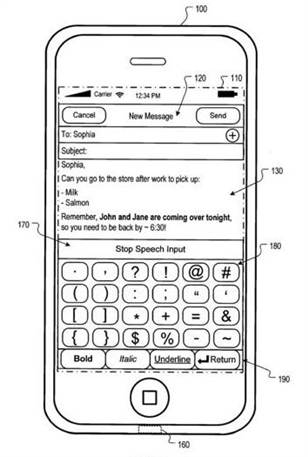 100
110
120
Carrier 12:34 PM
Cancel New Message Send
To: Sophia +
Subject:
Sophia,
Can you go to the store after work to pick up:
- Milk
- Salmon
Remember, John and Jane are coming over tonight,
so you need to be back by ~ 6:30!
130
170
Stop Speech Input
180
. , ? ! @ #
( ) : ; “ ‘
[ ] * + = &
{ } $ % - ~
Bold Italic Underline Return
190
160